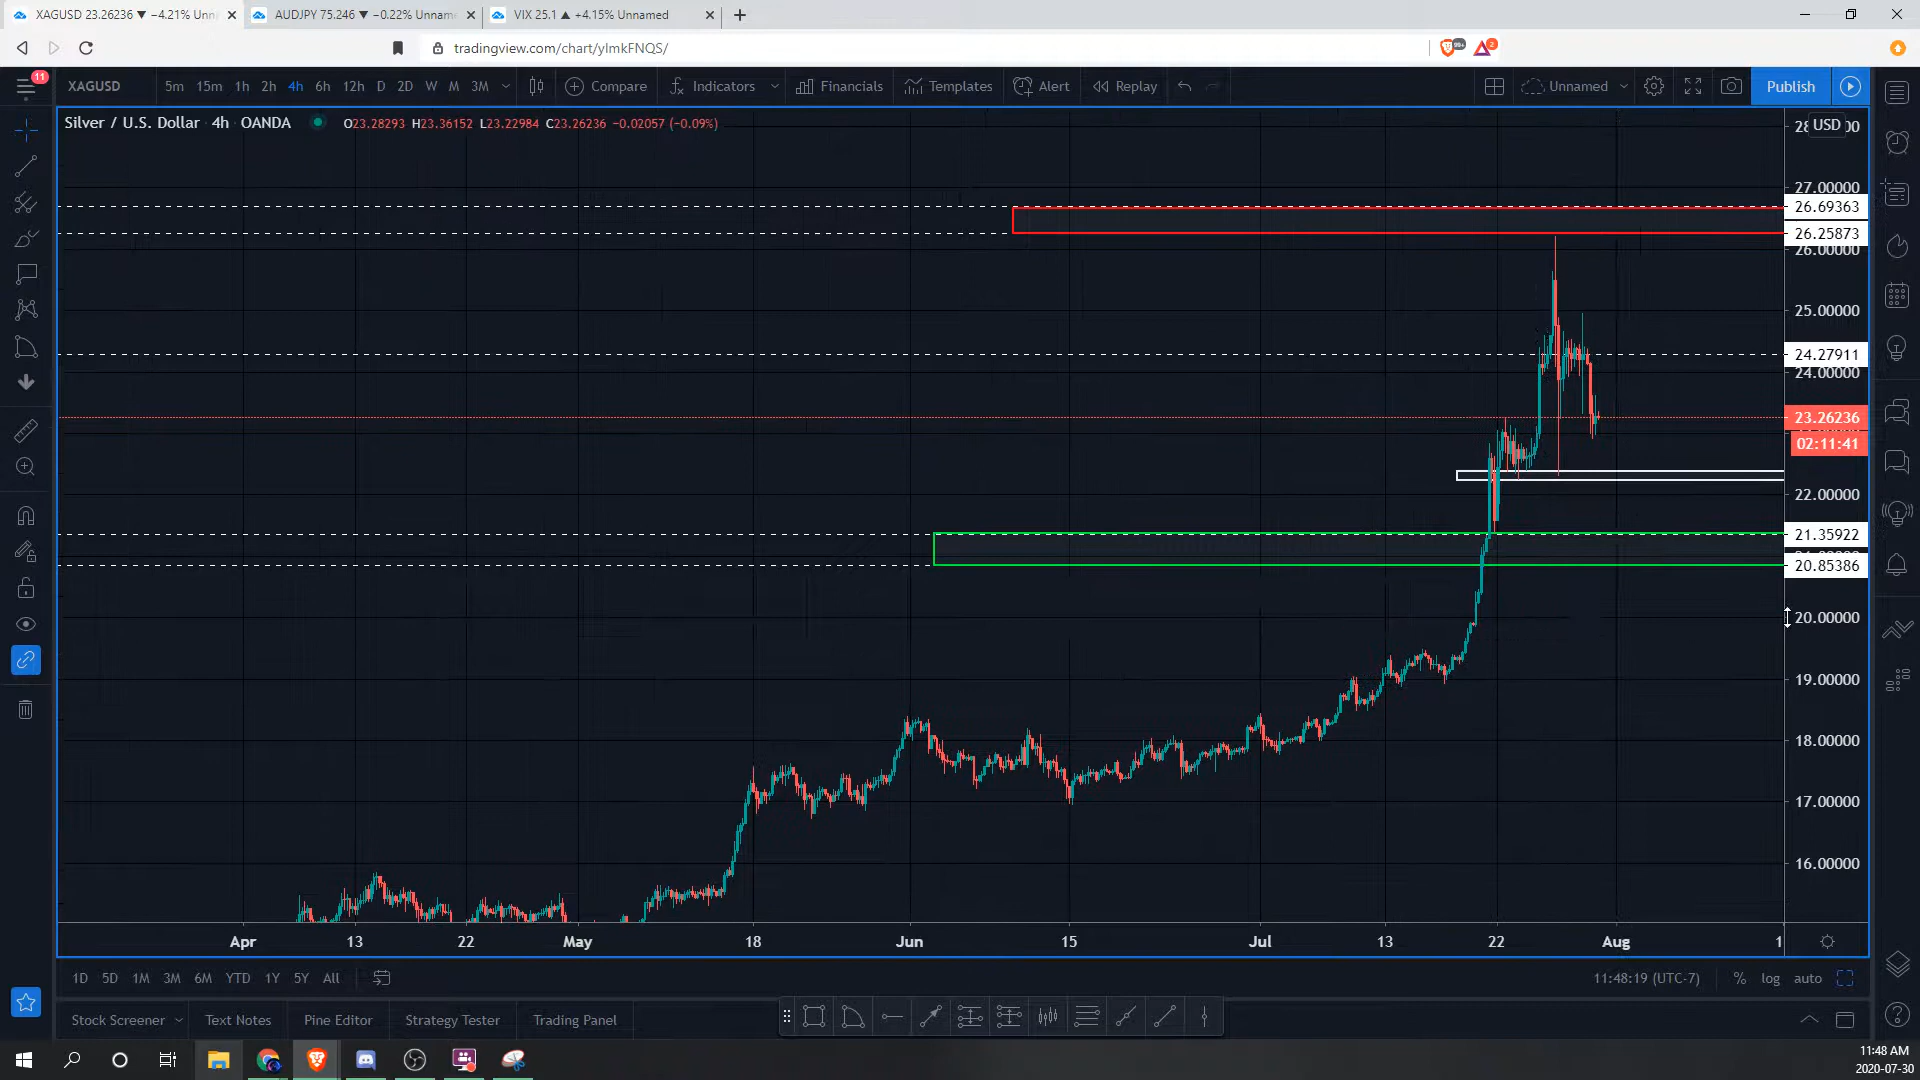 XAGUSD 23.26236 ▼ −4.21% Unn
AUDJPY 75.246 ▼ −0.22% Unname
VIX 25.1 ▲ +4.15% Unnamed
tradingview.com/chart/ylmkFNQS/
99+
2
11
XAGUSD 5m 15m 1h 2h 4h 6h 12h D 2D W M 3M Compare Indicators Financials Templates Alert Replay Unnamed Publish
Silver / U.S. Dollar 4h OANDA O23.28293 H23.36152 L23.22984 C23.26236 −0.02057 (−0.09%)
USD
27.00000
26.69363
26.25873
26.00000
25.00000
24.27911
24.00000
23.26236
02:11:41
22.00000
21.35922
20.85386
20.00000
19.00000
18.00000
17.00000
16.00000
Apr 13 22 May 18 Jun 15 Jul 13 22 Aug 1
1D 5D 1M 3M 6M YTD 1Y 5Y All
11:48:19 (UTC-7) % log auto
Stock Screener Text Notes Pine Editor Strategy Tester Trading Panel
11:48 AM
2020-07-30